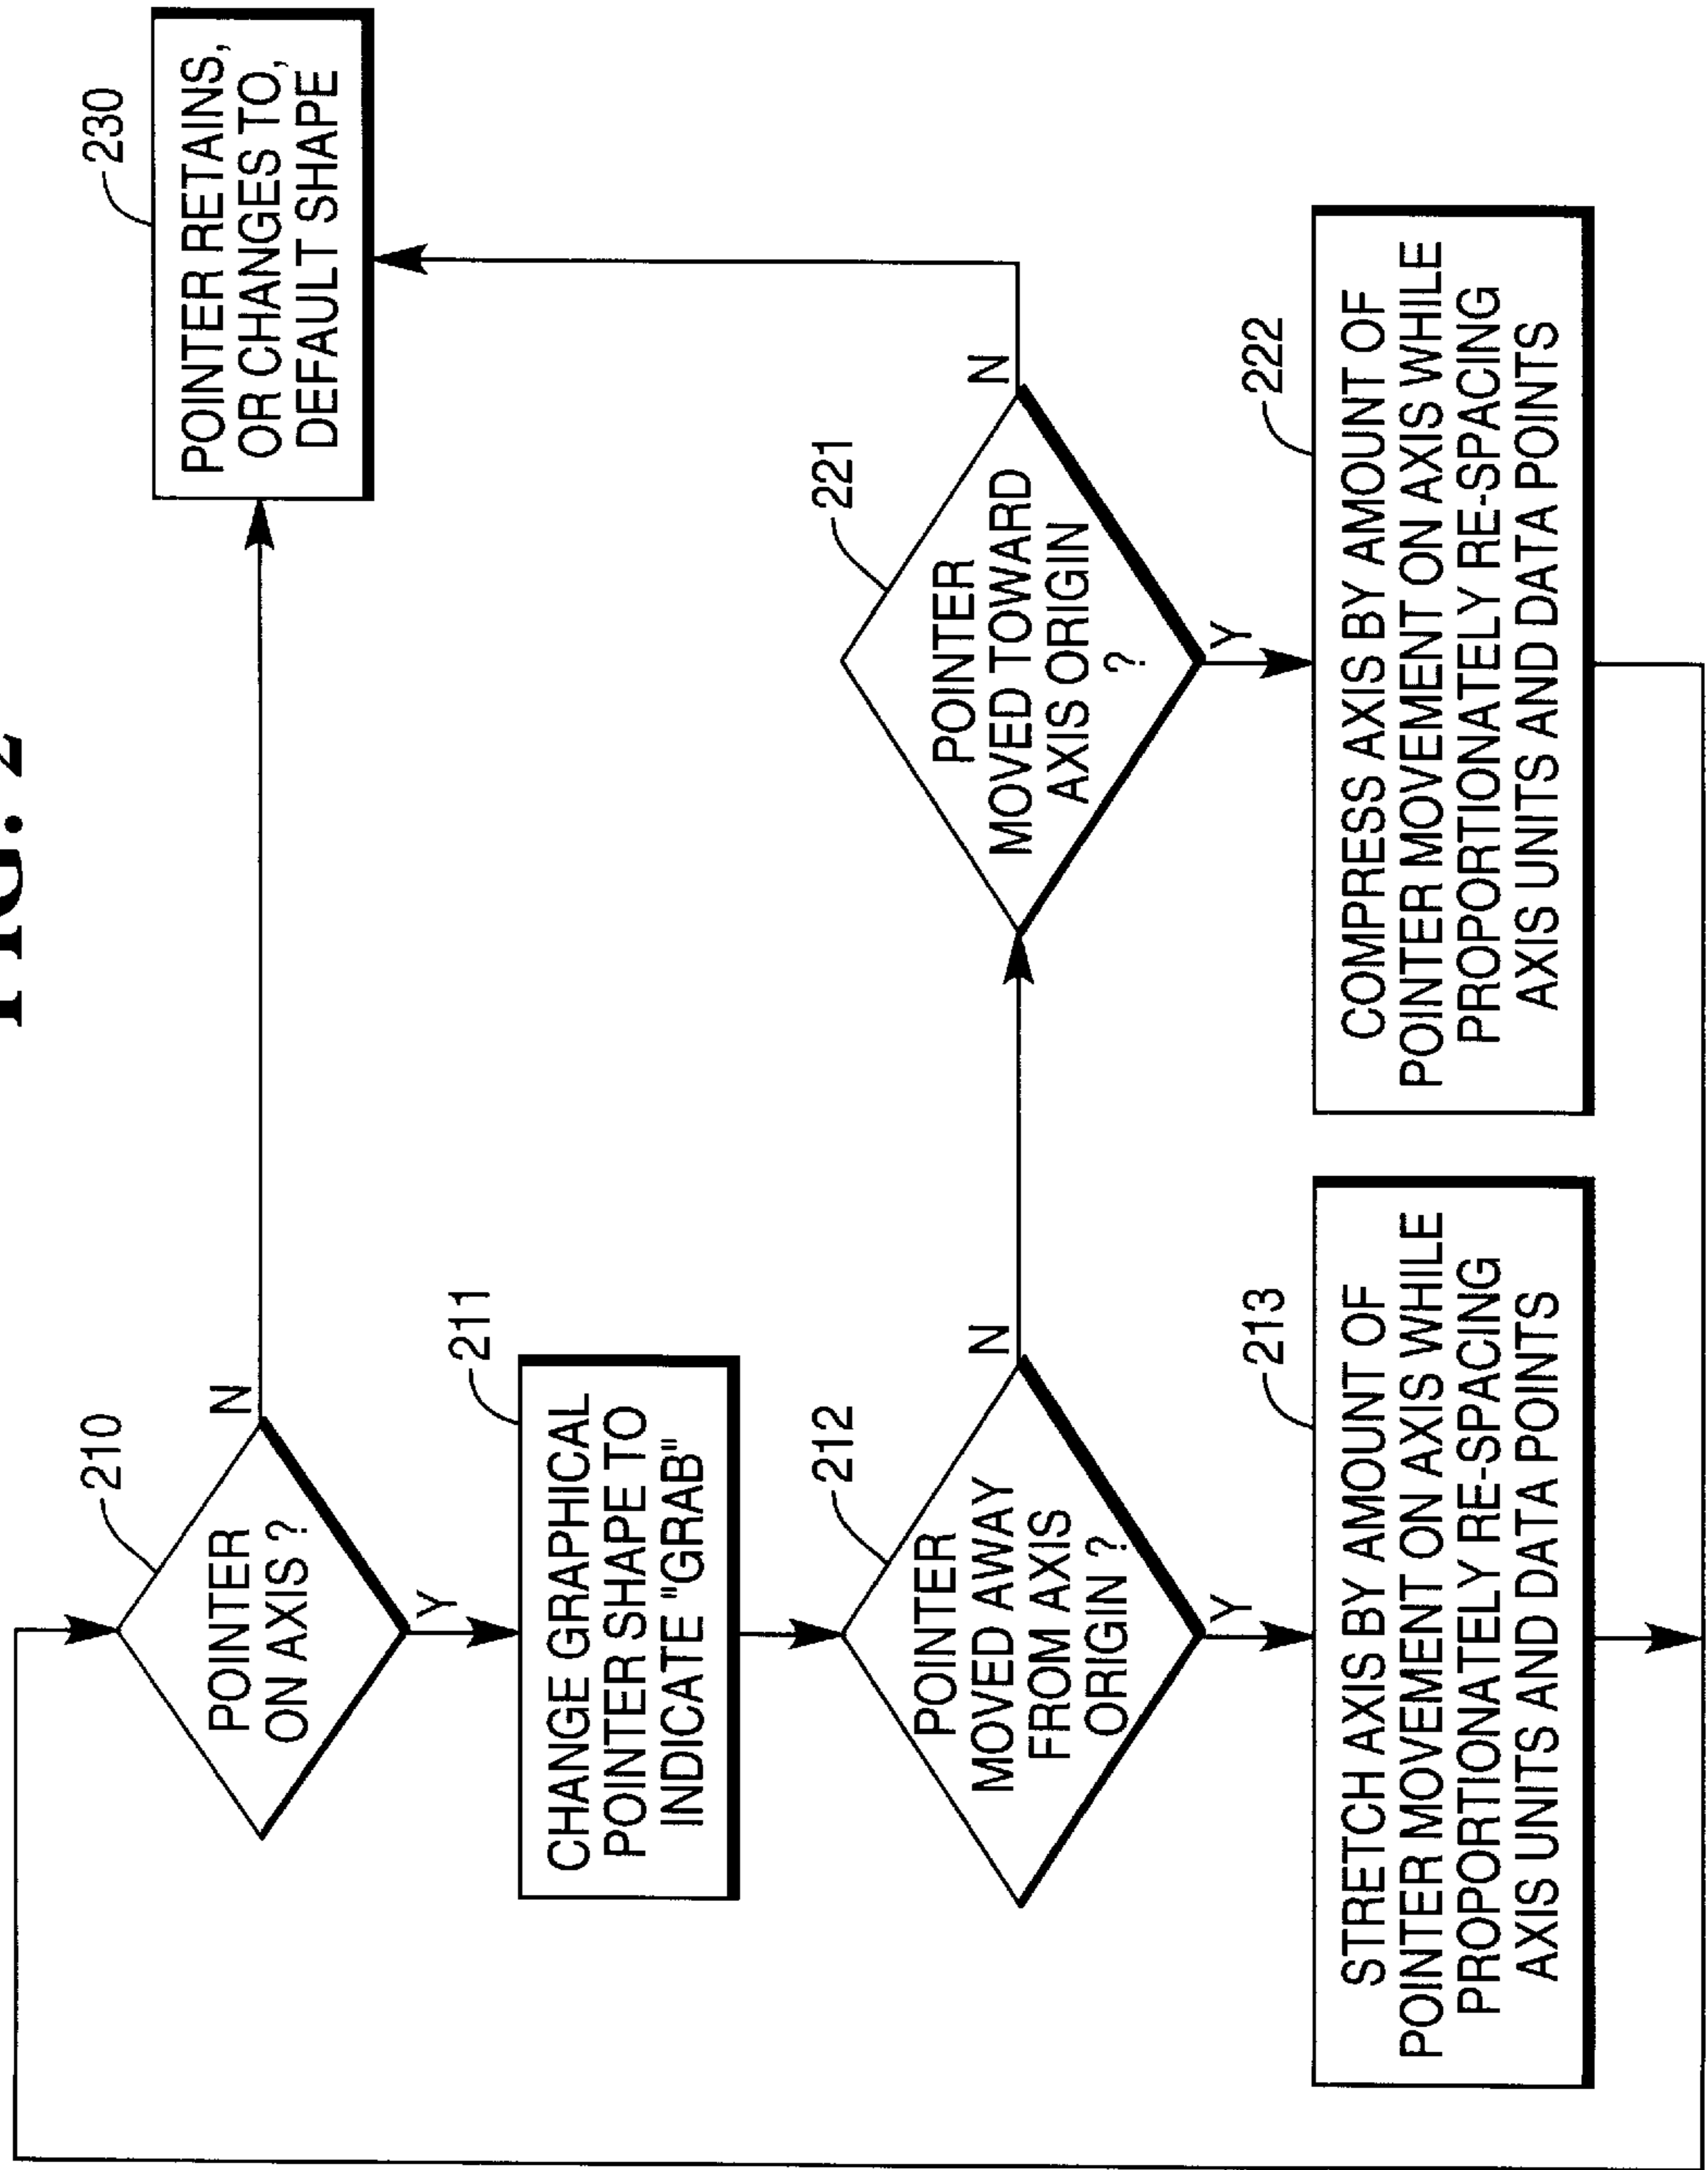 FIG. 2
210
POINTER
ON AXIS ?
N
Y
230
POINTER RETAINS,
OR CHANGES TO,
DEFAULT SHAPE
211
CHANGE GRAPHICAL
POINTER SHAPE TO
INDICATE "GRAB"
212
POINTER
MOVED AWAY
FROM AXIS
ORIGIN ?
N
Y
221
POINTER
MOVED TOWARD
AXIS ORIGIN
?
N
Y
213
STRETCH AXIS BY AMOUNT OF
POINTER MOVEMENT ON AXIS WHILE
PROPORTIONATELY RE-SPACING
AXIS UNITS AND DATA POINTS
222
COMPRESS AXIS BY AMOUNT OF
POINTER MOVEMENT ON AXIS WHILE
PROPORTIONATELY RE-SPACING
AXIS UNITS AND DATA POINTS